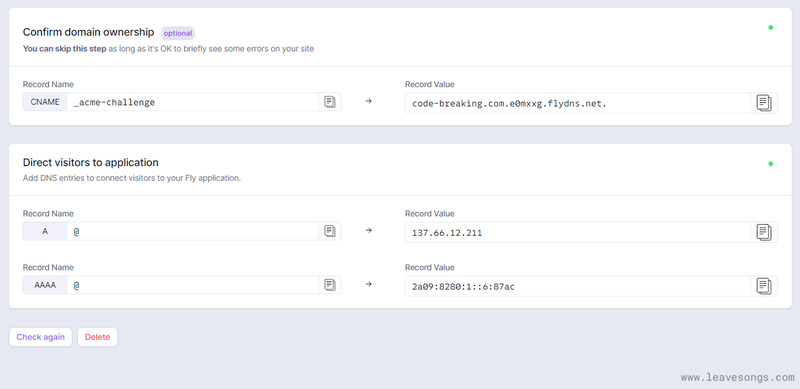 Confirm domain ownership optional
You can skip this step as long as it's OK to briefly see some errors on your site
Record Name
Record Value
CNAME _acme-challenge
code-breaking.com.e0mxxg.flydns.net.
Direct visitors to application
Add DNS entries to connect visitors to your Fly application.
Record Name
Record Value
A @
137.66.12.211
Record Name
Record Value
AAAA @
2a09:8280:1::6:87ac
Check again
Delete
www.leavesongs.com